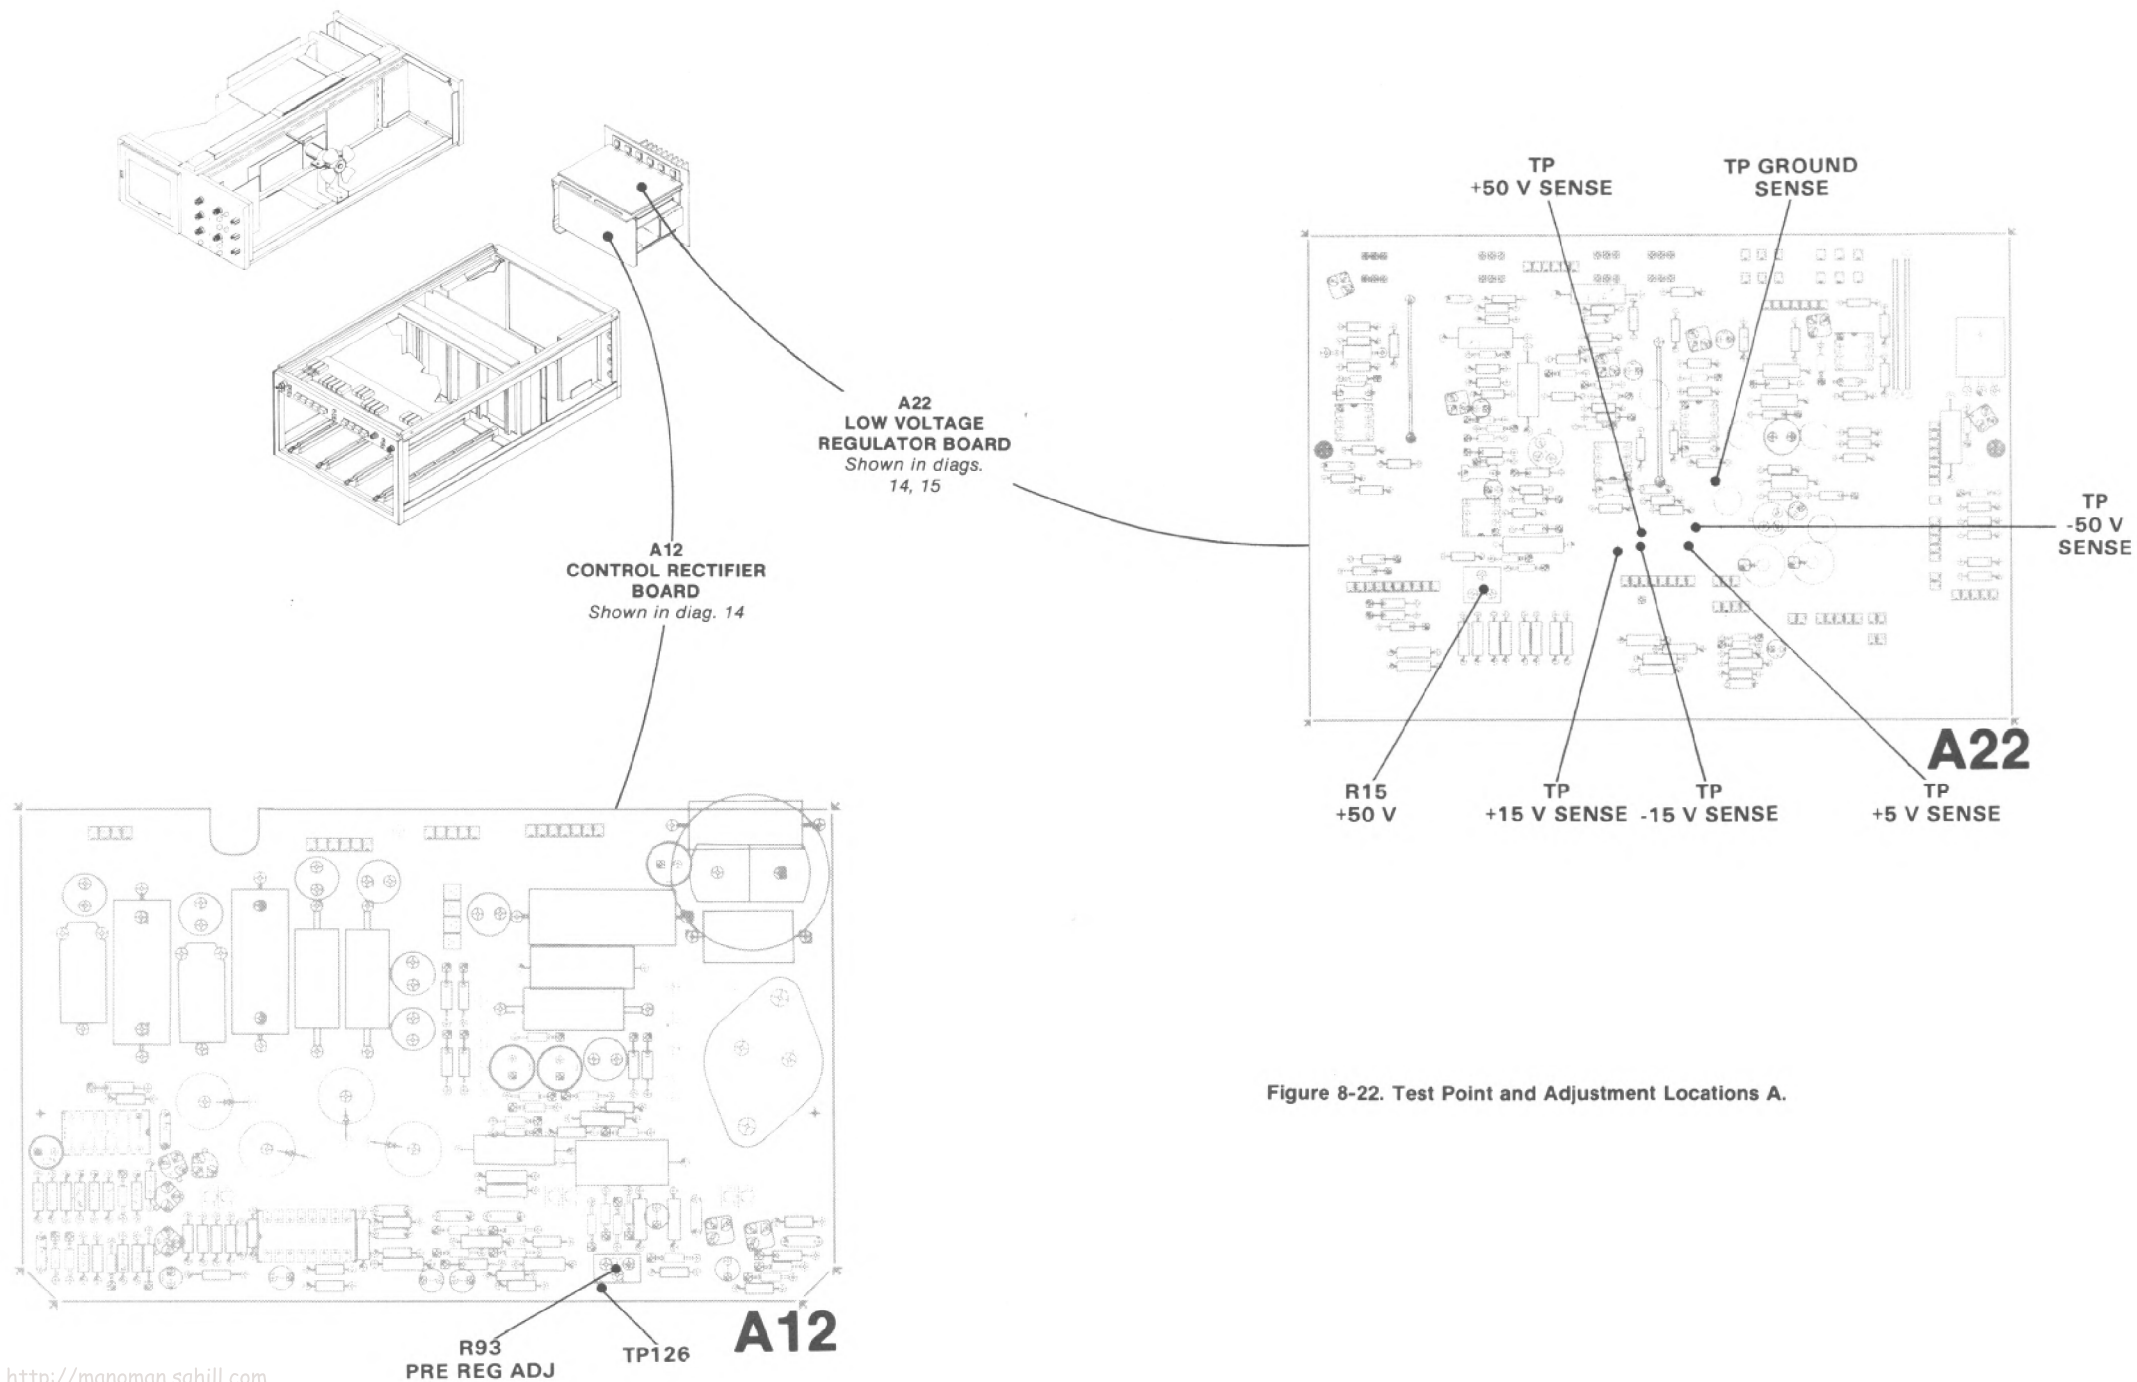 TP
+50 V SENSE
TP GROUND
SENSE
A22
LOW VOLTAGE
REGULATOR BOARD
Shown in diags.
14, 15
TP
-50 V
SENSE
A12
CONTROL RECTIFIER
BOARD
Shown in diag. 14
A22
R15
+50 V
TP
+15 V SENSE
TP
-15 V SENSE
TP
+5 V SENSE
Figure 8-22. Test Point and Adjustment Locations A.
A12
R93
PRE REG ADJ
TP126
http://manoman.sqhill.com